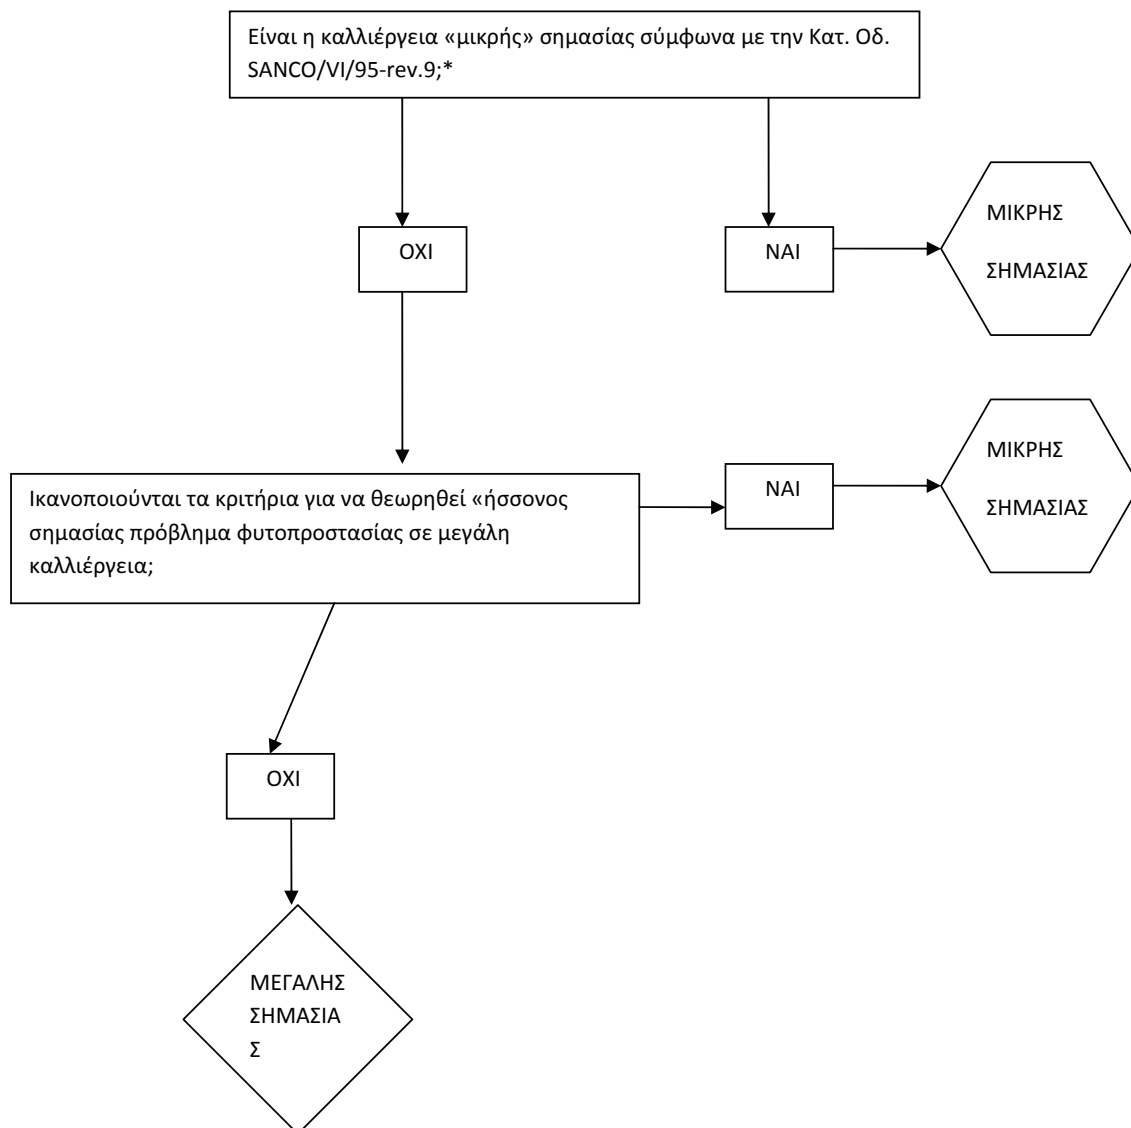 Είναι η καλλιέργεια «μικρής» σημασίας σύμφωνα με την Κατ. Οδ.
SANCO/VI/95-rev.9;*
ΟΧΙ
ΝΑΙ
ΜΙΚΡΗΣ
ΣΗΜΑΣΙΑΣ
Ικανοποιούνται τα κριτήρια για να θεωρηθεί «ήσσονος
σημασίας πρόβλημα φυτοπροστασίας σε μεγάλη
καλλιέργεια;
ΝΑΙ
ΜΙΚΡΗΣ
ΣΗΜΑΣΙΑΣ
ΟΧΙ
ΜΕΓΑΛΗΣ
ΣΗΜΑΣΙΑ
Σ